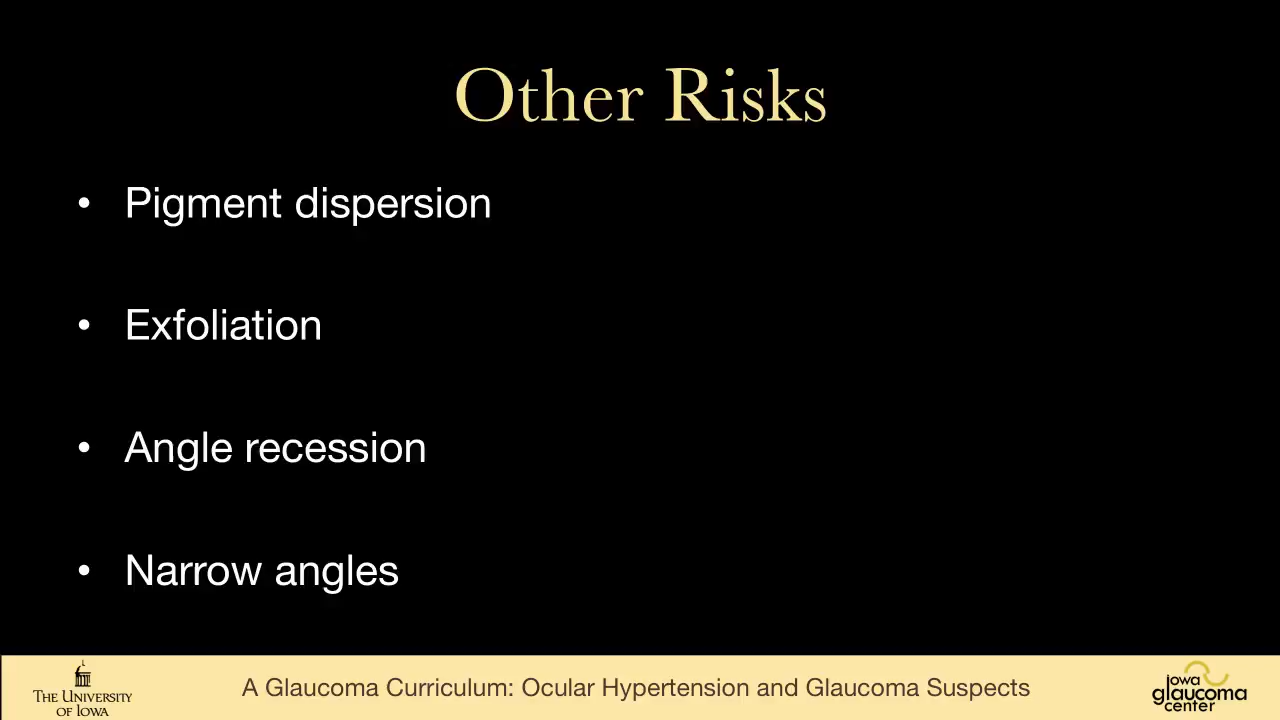 Other Risks
• Pigment dispersion
• Exfoliation
• Angle recession
• Narrow angles
THE UNIVERSITY
OF IOWA
A Glaucoma Curriculum: Ocular Hypertension and Glaucoma Suspects
iowa
glaucoma
center